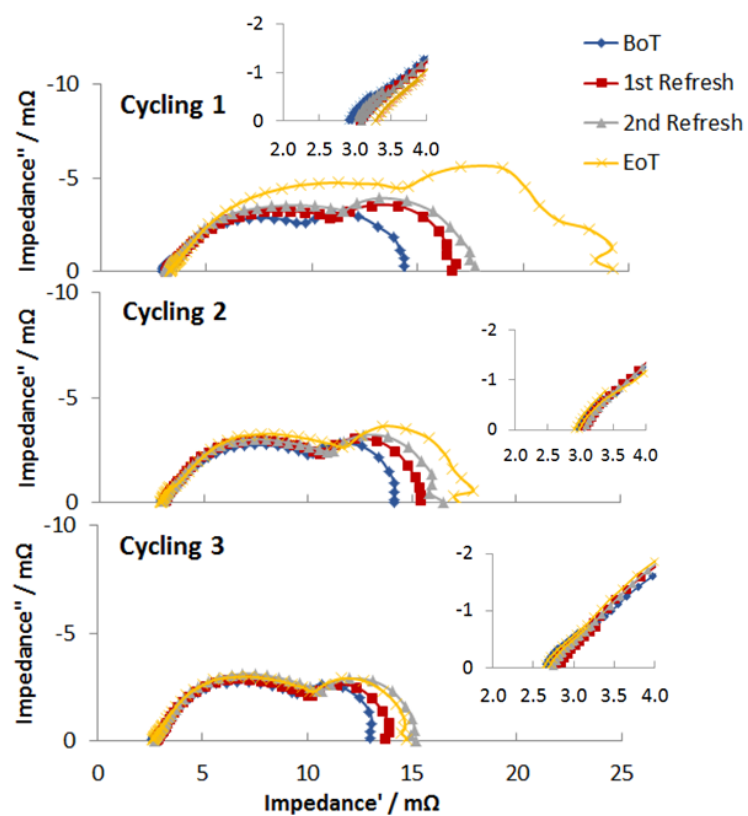 BoT
1st Refresh
2nd Refresh
EoT
Cycling 1
-2
-1
0
2.0 2.5 3.0 3.5 4.0
-10
-5
0
Impedance'' / mΩ
Cycling 2
-2
-1
0
2.0 2.5 3.0 3.5 4.0
-10
-5
0
Impedance'' / mΩ
Cycling 3
-2
-1
0
2.0 2.5 3.0 3.5 4.0
-10
-5
0
Impedance'' / mΩ
0 5 10 15 20 25
Impedance' / mΩ